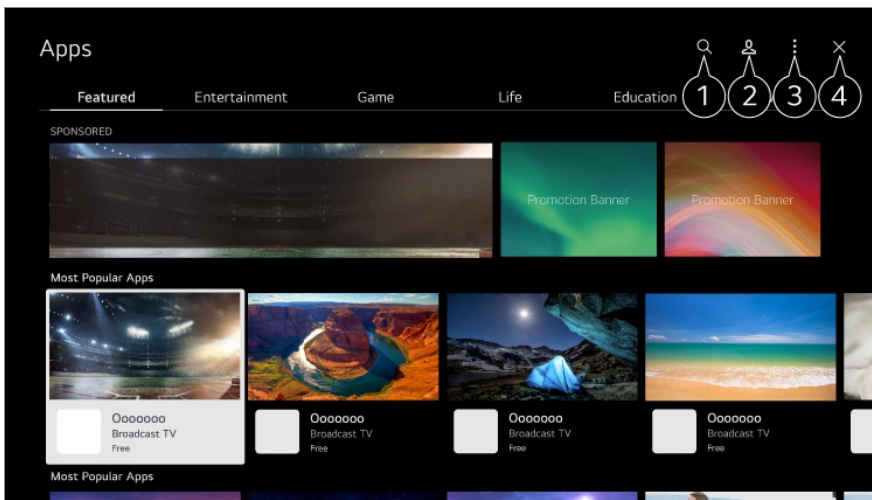 Apps
1 2 3 4
Featured Entertainment Game Life Education
SPONSORED
Promotion Banner Promotion Banner
Most Popular Apps
Ooooooo Ooooooo Ooooooo Ooooooo
Broadcast TV Broadcast TV Broadcast TV Broadcast TV
Free Free Free Free
Most Popular Apps